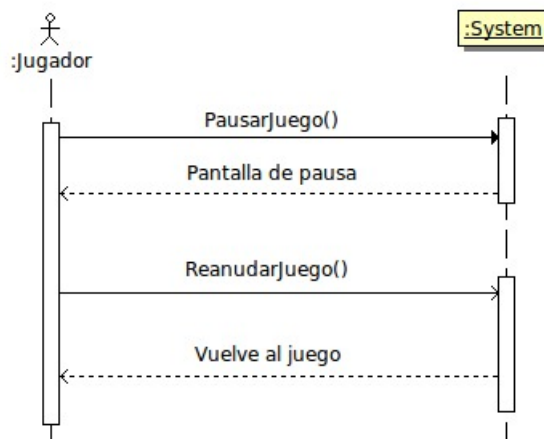 :Jugador
:System
PausarJuego()
Pantalla de pausa
ReanudarJuego()
Vuelve al juego